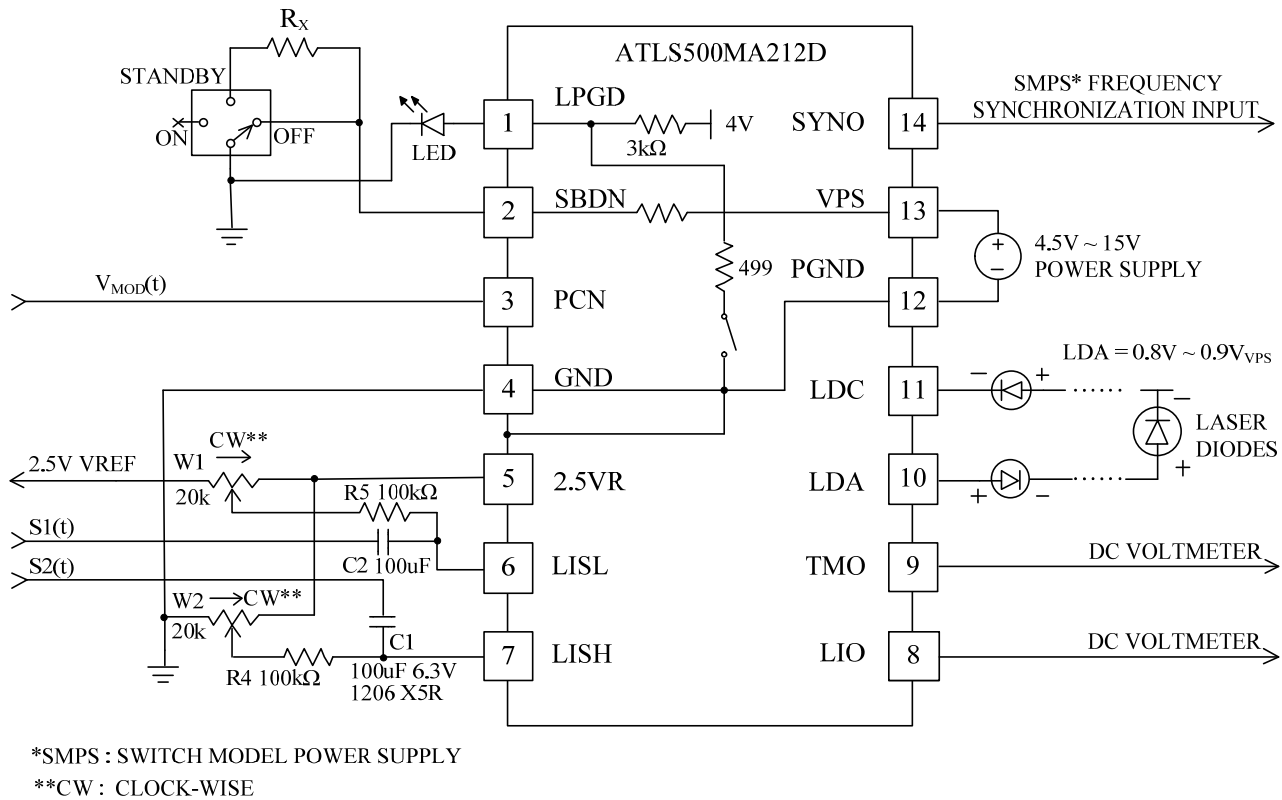 R_X
STANDBY
ON
OFF
LED
ATLS500MA212D
LPGD
1
3kΩ
4V
SYNO
14
SMPS* FREQUENCY
SYNCHRONIZATION INPUT
2
SBDN
VPS
13
499
4.5V ~ 15V
POWER SUPPLY
V_MOD(t)
3
PCN
PGND
12
LDA = 0.8V ~ 0.9V_VPS
4
GND
LDC
11
LASER
DIODES
CW**
2.5V VREF
W1
20k
R5 100kΩ
5
2.5VR
LDA
10
S1(t)
C2 100uF
6
LISL
TMO
9
DC VOLTMETER
S2(t)
W2
CW**
20k
C1
100uF 6.3V
1206 X5R
R4 100kΩ
7
LISH
LIO
8
DC VOLTMETER
*SMPS : SWITCH MODEL POWER SUPPLY
**CW : CLOCK-WISE